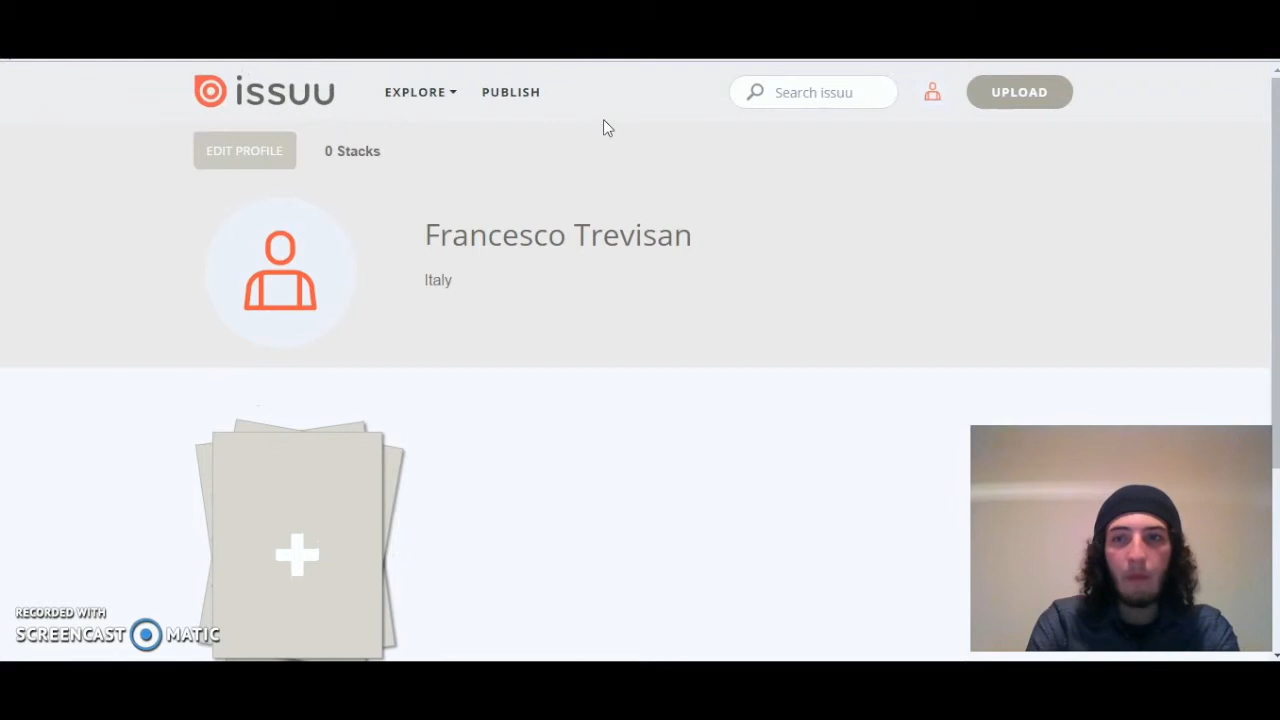 issuu
EXPLORE PUBLISH
Search issuu
UPLOAD
EDIT PROFILE
0 Stacks
Francesco Trevisan
Italy
RECORDED WITH
SCREENCAST MATIC